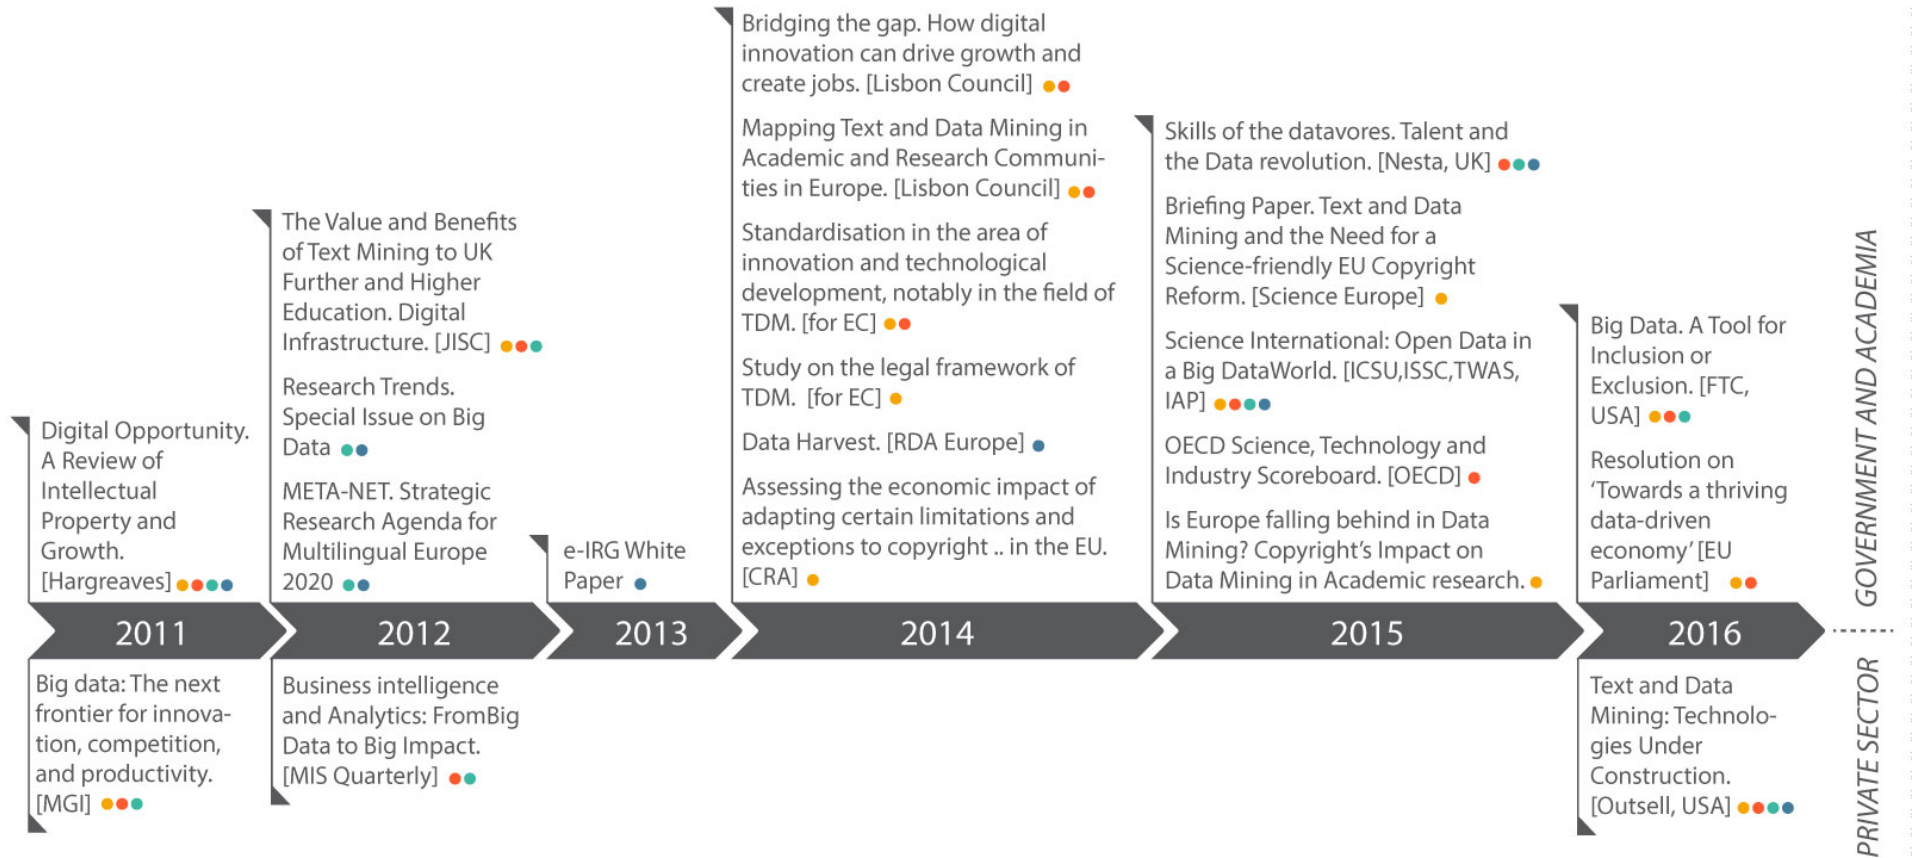 Digital Opportunity.
A Review of
Intellectual
Property and
Growth.
[Hargreaves]
The Value and Benefits
of Text Mining to UK
Further and Higher
Education. Digital
Infrastructure. [JISC]
Research Trends.
Special Issue on Big
Data
META-NET. Strategic
Research Agenda for
Multilingual Europe
2020
e-IRG White
Paper
Bridging the gap. How digital
innovation can drive growth and
create jobs. [Lisbon Council]
Mapping Text and Data Mining in
Academic and Research Communi-
ties in Europe. [Lisbon Council]
Standardisation in the area of
innovation and technological
development, notably in the field of
TDM. [for EC]
Study on the legal framework of
TDM. [for EC]
Data Harvest. [RDA Europe]
Assessing the economic impact of
adapting certain limitations and
exceptions to copyright .. in the EU.
[CRA]
Skills of the datavores. Talent and
the Data revolution. [Nesta, UK]
Briefing Paper. Text and Data
Mining and the Need for a
Science-friendly EU Copyright
Reform. [Science Europe]
Science International: Open Data in
a Big DataWorld. [ICSU,ISSC,TWAS,
IAP]
OECD Science, Technology and
Industry Scoreboard. [OECD]
Is Europe falling behind in Data
Mining? Copyright's Impact on
Data Mining in Academic research.
Big Data. A Tool for
Inclusion or
Exclusion. [FTC,
USA]
Resolution on
'Towards a thriving
data-driven
economy' [EU
Parliament]
GOVERNMENT AND ACADEMIA
2011
2012
2013
2014
2015
2016
Big data: The next
frontier for innova-
tion, competition,
and productivity.
[MGI]
Business intelligence
and Analytics: FromBig
Data to Big Impact.
[MIS Quarterly]
Text and Data
Mining: Technolo-
gies Under
Construction.
[Outsell, USA]
PRIVATE SECTOR